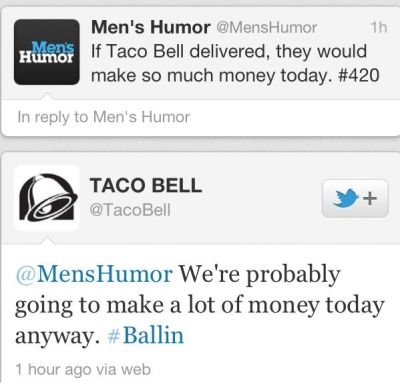 Men's Humor
Men's Humor @MensHumor 1h
If Taco Bell delivered, they would
make so much money today. #420
In reply to Men's Humor
TACO BELL
@TacoBell
+
@MensHumor We're probably
going to make a lot of money today
anyway. #Ballin
1 hour ago via web